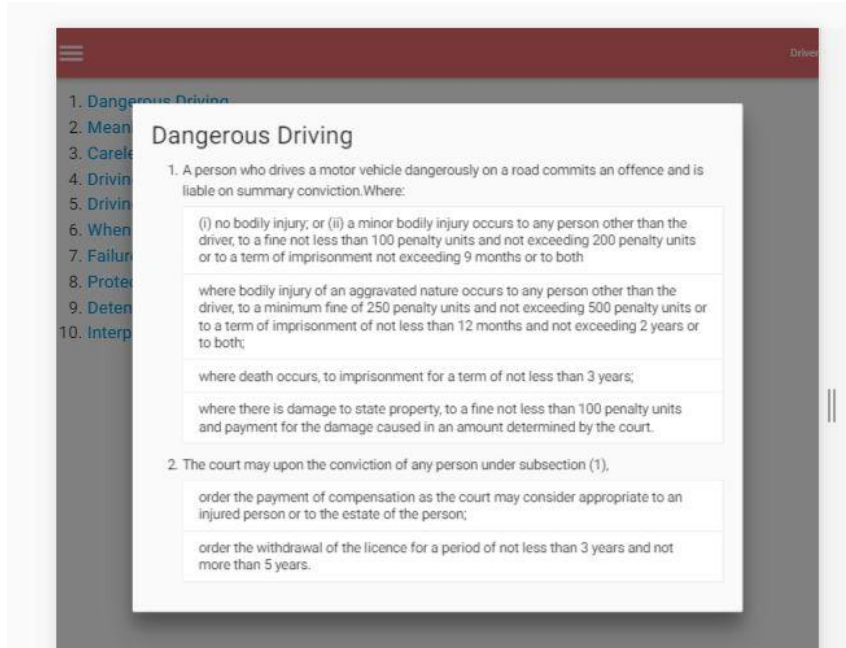 Driver
1. Dangerous Driving
2. Mean
3. Carele
4. Drivin
5. Drivin
6. When
7. Failur
8. Protec
9. Deten
10. Interp
Dangerous Driving
1. A person who drives a motor vehicle dangerously on a road commits an offence and is
liable on summary conviction.Where:
(i) no bodily injury; or (ii) a minor bodily injury occurs to any person other than the
driver, to a fine not less than 100 penalty units and not exceeding 200 penalty units
or to a term of imprisonment not exceeding 9 months or to both
where bodily injury of an aggravated nature occurs to any person other than the
driver, to a minimum fine of 250 penalty units and not exceeding 500 penalty units or
to a term of imprisonment of not less than 12 months and not exceeding 2 years or
to both;
where death occurs, to imprisonment for a term of not less than 3 years;
where there is damage to state property, to a fine not less than 100 penalty units
and payment for the damage caused in an amount determined by the court.
2. The court may upon the conviction of any person under subsection (1),
order the payment of compensation as the court may consider appropriate to an
injured person or to the estate of the person;
order the withdrawal of the licence for a period of not less than 3 years and not
more than 5 years.